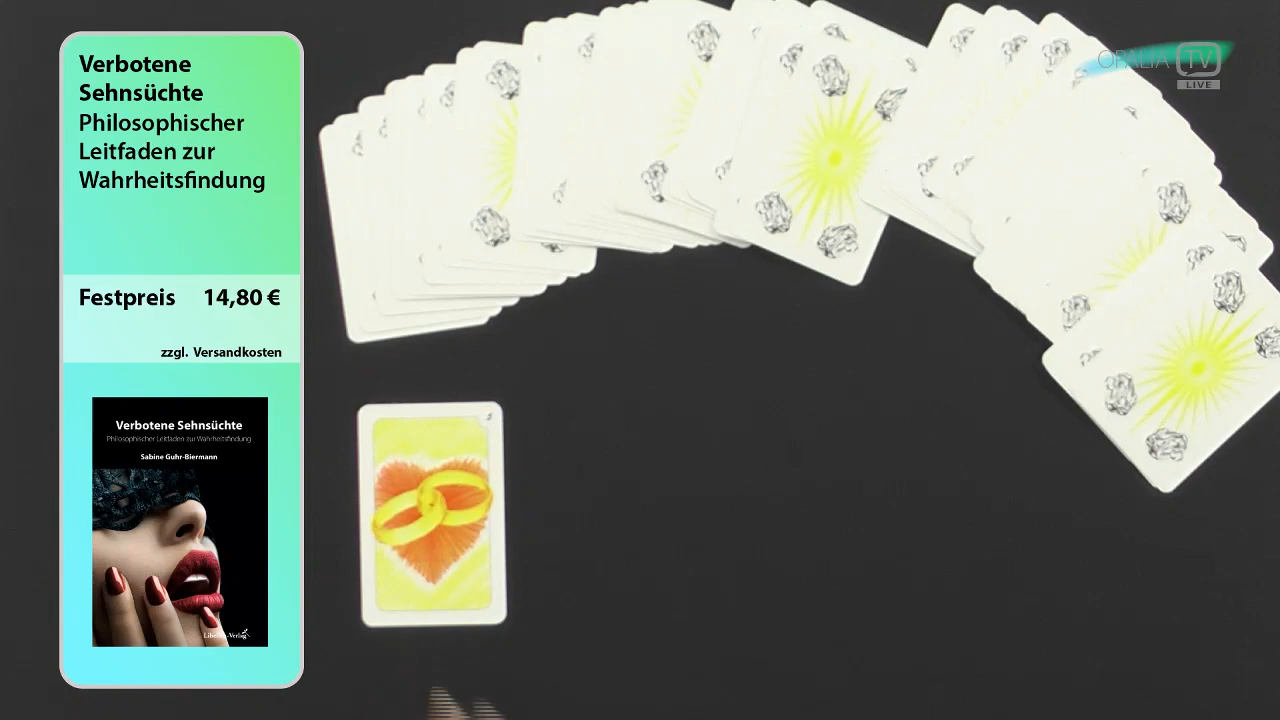 Verbotene
Sehnsüchte
Philosophischer
Leitfaden zur
Wahrheitsfindung
Festpreis 14,80 €
zzgl. Versandkosten
Verbotene Sehnsüchte
Philosophischer Leitfaden zur Wahrheitsfindung
Sabine Guhr-Biermann
OPALIA TV
LIVE